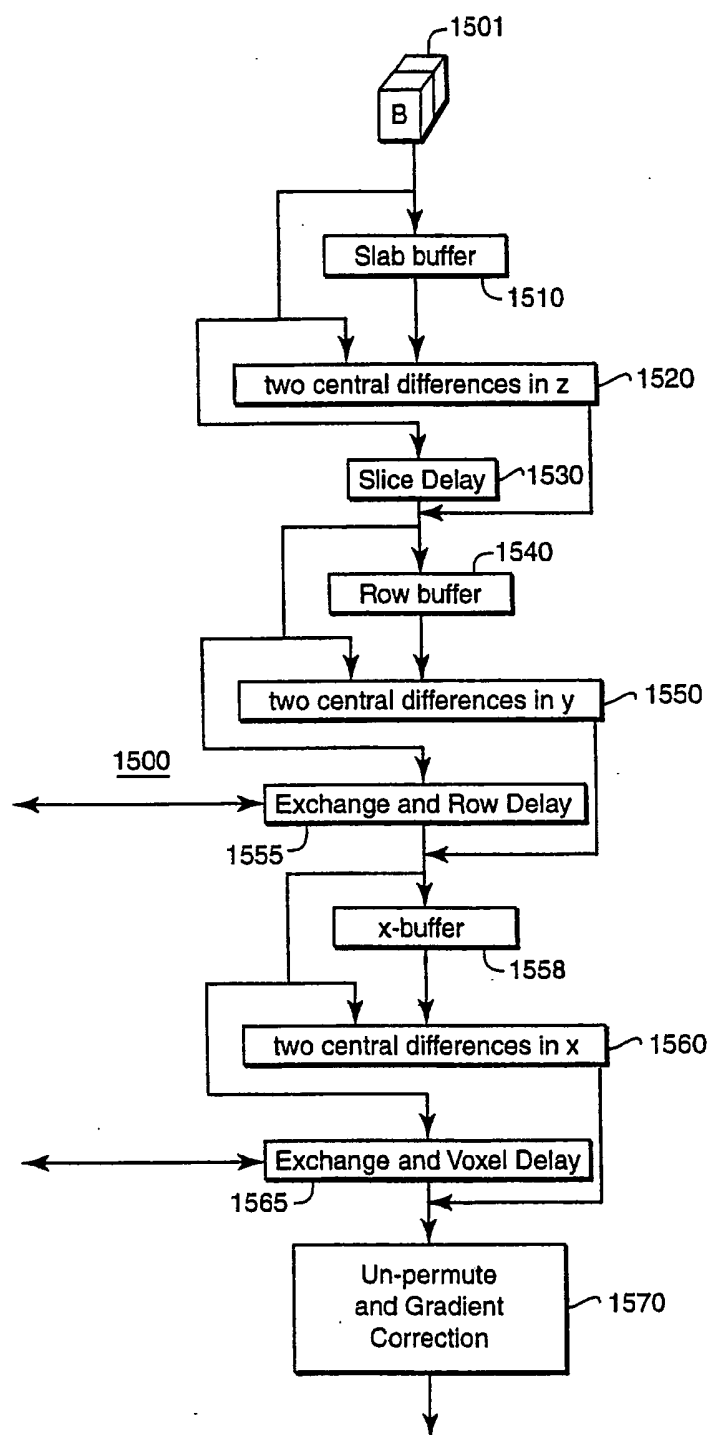 1501
B
Slab buffer
1510
two central differences in z
1520
Slice Delay
1530
1540
Row buffer
two central differences in y
1550
1500
Exchange and Row Delay
1555
x-buffer
1558
two central differences in x
1560
Exchange and Voxel Delay
1565
Un-permute
and Gradient
Correction
1570